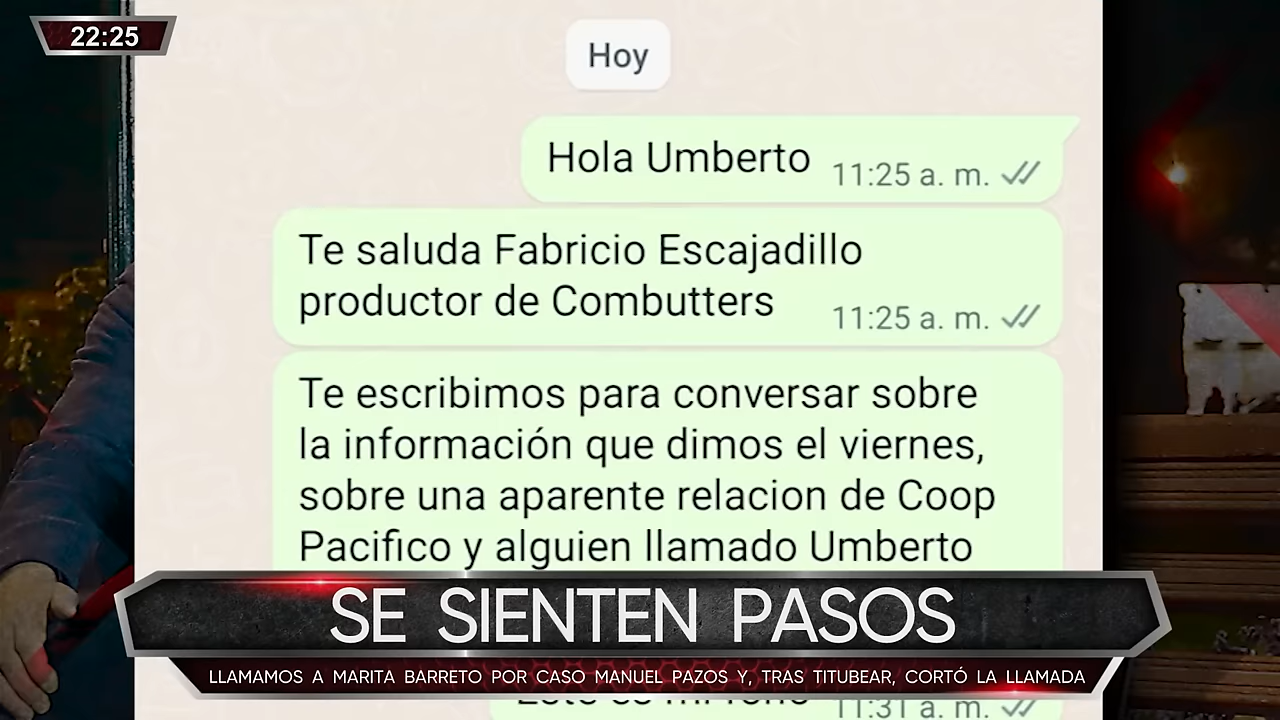 22:25
Hoy
Hola Umberto 11:25 a. m.
Te saluda Fabricio Escajadillo
productor de Combutters 11:25 a. m.
Te escribimos para conversar sobre
la información que dimos el viernes,
sobre una aparente relacion de Coop
Pacifico y alguien llamado Umberto
SE SIENTEN PASOS
LLAMAMOS A MARITA BARRETO POR CASO MANUEL PAZOS Y, TRAS TITUBEAR, CORTÓ LA LLAMADA
11:31 a. m.